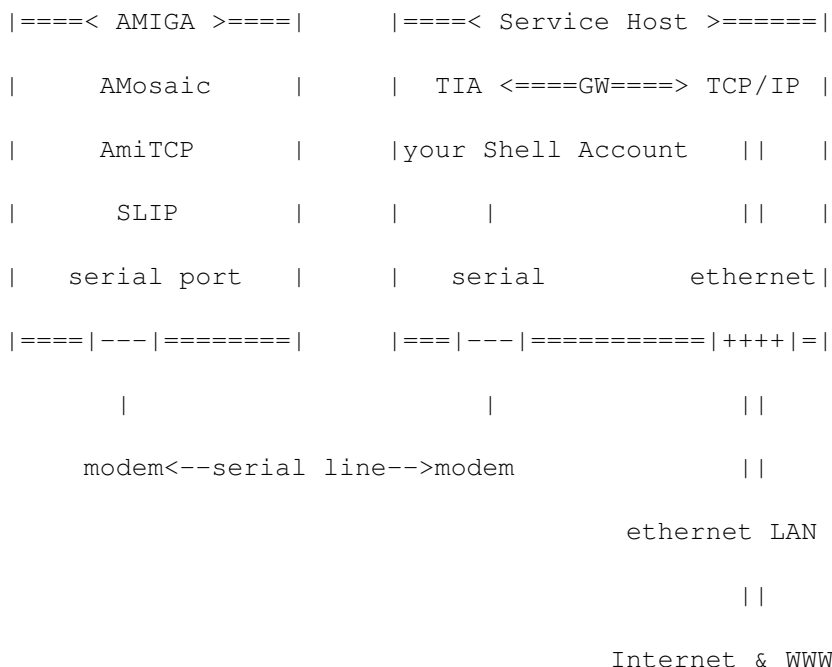 |====< AMIGA >====|     |====< Service Host >======|
|     AMosaic      |     |  TIA <====GW====> TCP/IP |
|     AmiTCP       |     |your Shell Account   ||   |
|      SLIP        |     |     |               ||   |
|   serial port    |     |   serial        ethernet|
|====|---|========|     |===|---|===========|++++|=|
       |                       |               ||
     modem<--serial line-->modem               ||
                                        ethernet LAN
                                               ||
                                       Internet & WWW